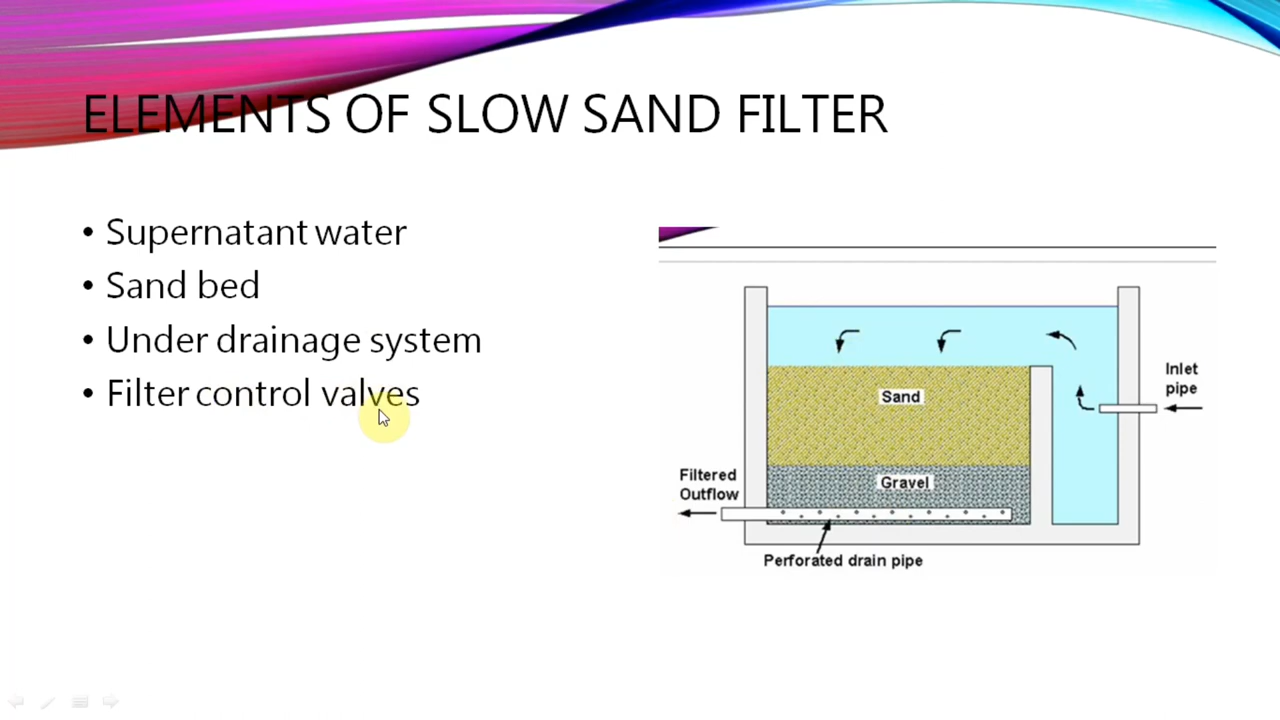 ELEMENTS OF SLOW SAND FILTER
• Supernatant water
• Sand bed
• Under drainage system
• Filter control valves
Sand
Gravel
Inlet
pipe
Filtered
Outflow
Perforated drain pipe